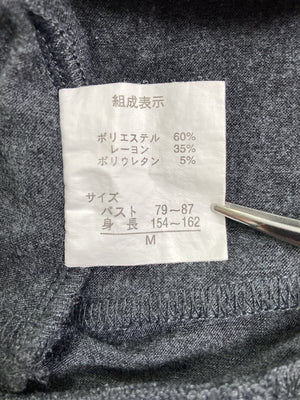 組成表示
ポリエステル 60%
レーヨン 35%
ポリウレタン 5%
サイズ
バスト 79〜87
身長 154〜162
M